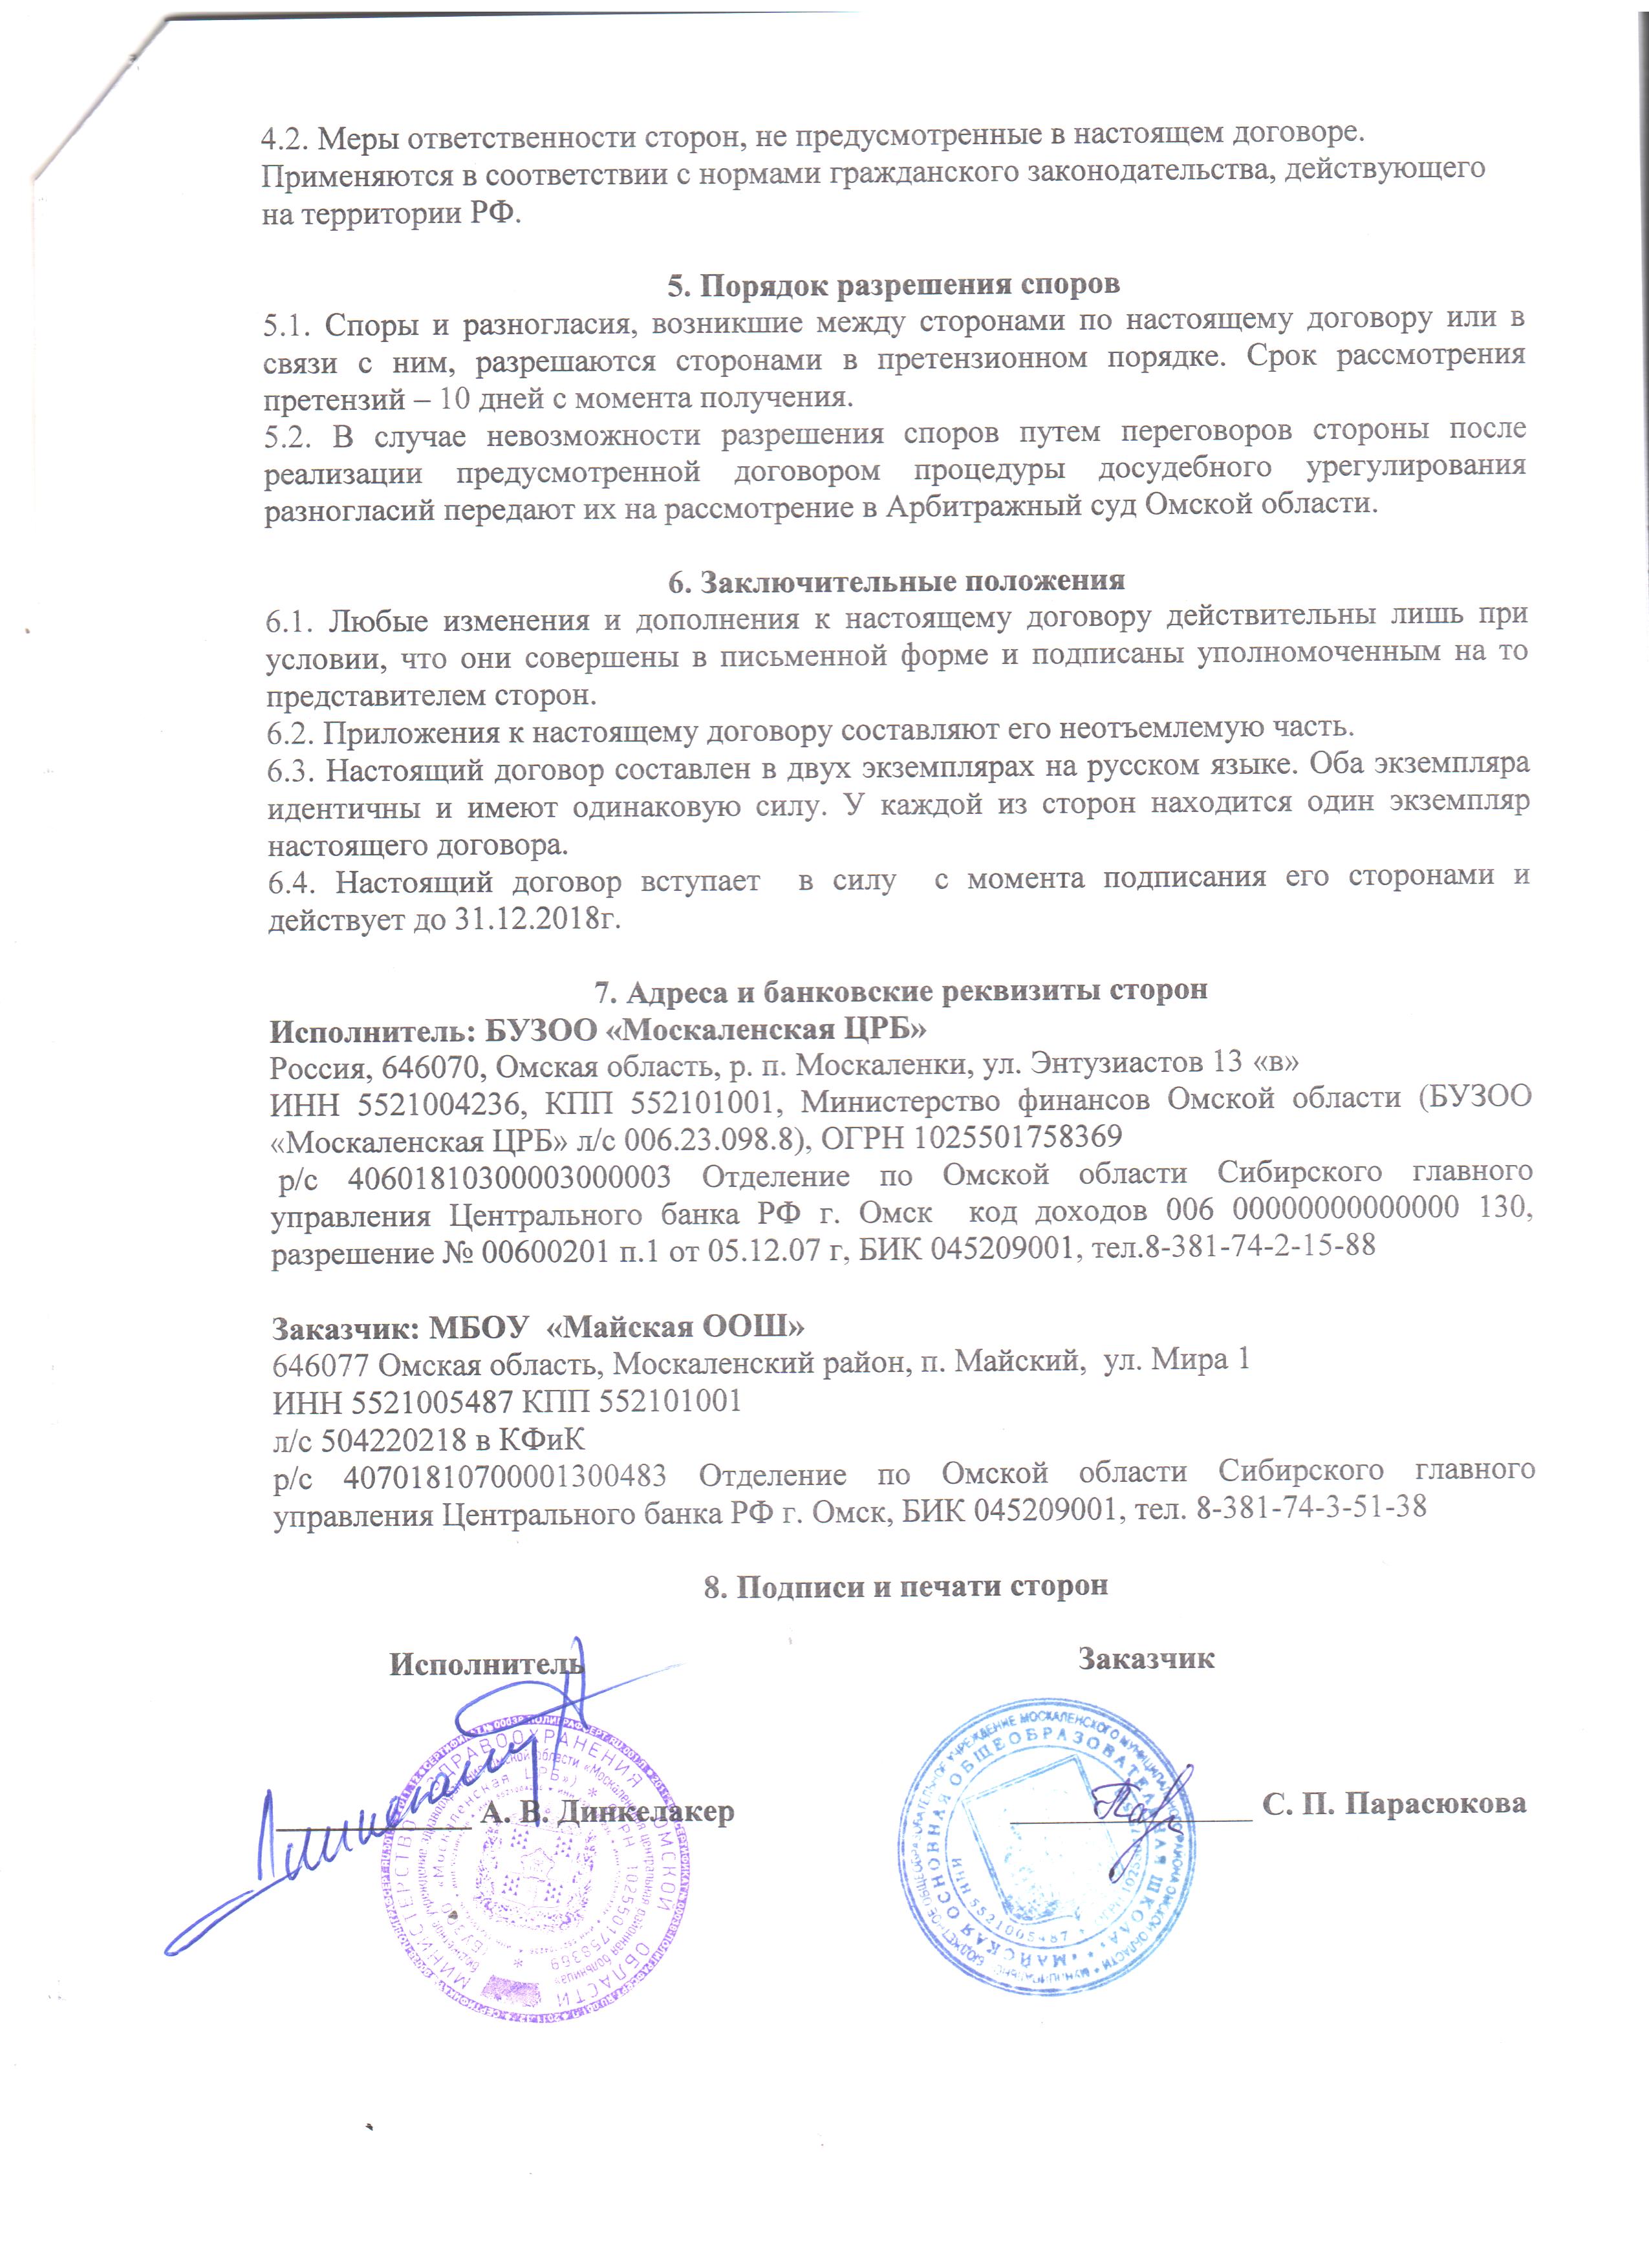 4.2. Меры ответственности сторон, не предусмотренные в настоящем договоре.
Применяются в соответствии с нормами гражданского законодательства, действующего
на территории РФ.
5. Порядок разрешения споров
5.1. Споры и разногласия, возникшие между сторонами по настоящему договору или в
связи с ним, разрешаются сторонами в претензионном порядке. Срок рассмотрения
претензий – 10 дней с момента получения.
5.2. В случае невозможности разрешения споров путем переговоров стороны после
реализации предусмотренной договором процедуры досудебного урегулирования
разногласий передают их на рассмотрение в Арбитражный суд Омской области.
6. Заключительные положения
6.1. Любые изменения и дополнения к настоящему договору действительны лишь при
условии, что они совершены в письменной форме и подписаны уполномоченным на то
представителем сторон.
6.2. Приложения к настоящему договору составляют его неотъемлемую часть.
6.3. Настоящий договор составлен в двух экземплярах на русском языке. Оба экземпляра
идентичны и имеют одинаковую силу. У каждой из сторон находится один экземпляр
настоящего договора.
6.4. Настоящий договор вступает в силу с момента подписания его сторонами и
действует до 31.12.2018г.
7. Адреса и банковские реквизиты сторон
Исполнитель: БУЗОО «Москаленская ЦРБ»
Россия, 646070, Омская область, р. п. Москаленки, ул. Энтузиастов 13 «в»
ИНН 5521004236, КПП 552101001, Министерство финансов Омской области (БУЗОО
«Москаленская ЦРБ» л/с 006.23.098.8), ОГРН 1025501758369
р/с 40601810300003000003 Отделение по Омской области Сибирского главного
управления Центрального банка РФ г. Омск код доходов 006 00000000000000 130,
разрешение № 00600201 п.1 от 05.12.07 г, БИК 045209001, тел.8-381-74-2-15-88
Заказчик: МБОУ «Майская ООШ»
646077 Омская область, Москаленский район, п. Майский, ул. Мира 1
ИНН 5521005487 КПП 552101001
л/с 504220218 в КФиК
р/с 40701810700001300483 Отделение по Омской области Сибирского главного
управления Центрального банка РФ г. Омск, БИК 045209001, тел. 8-381-74-3-51-38
8. Подписи и печати сторон
Исполнитель Заказчик
А. В. Динкелакер С. П. Парасюкова
МИНИСТЕРСТВО ЗДРАВООХРАНЕНИЯ ОМСКОЙ ОБЛАСТИ
ОГРН 1025501758369
МАЙСКАЯ ОСНОВНАЯ ОБЩЕОБРАЗОВАТЕЛЬНАЯ ШКОЛА
ИНН 5521005487